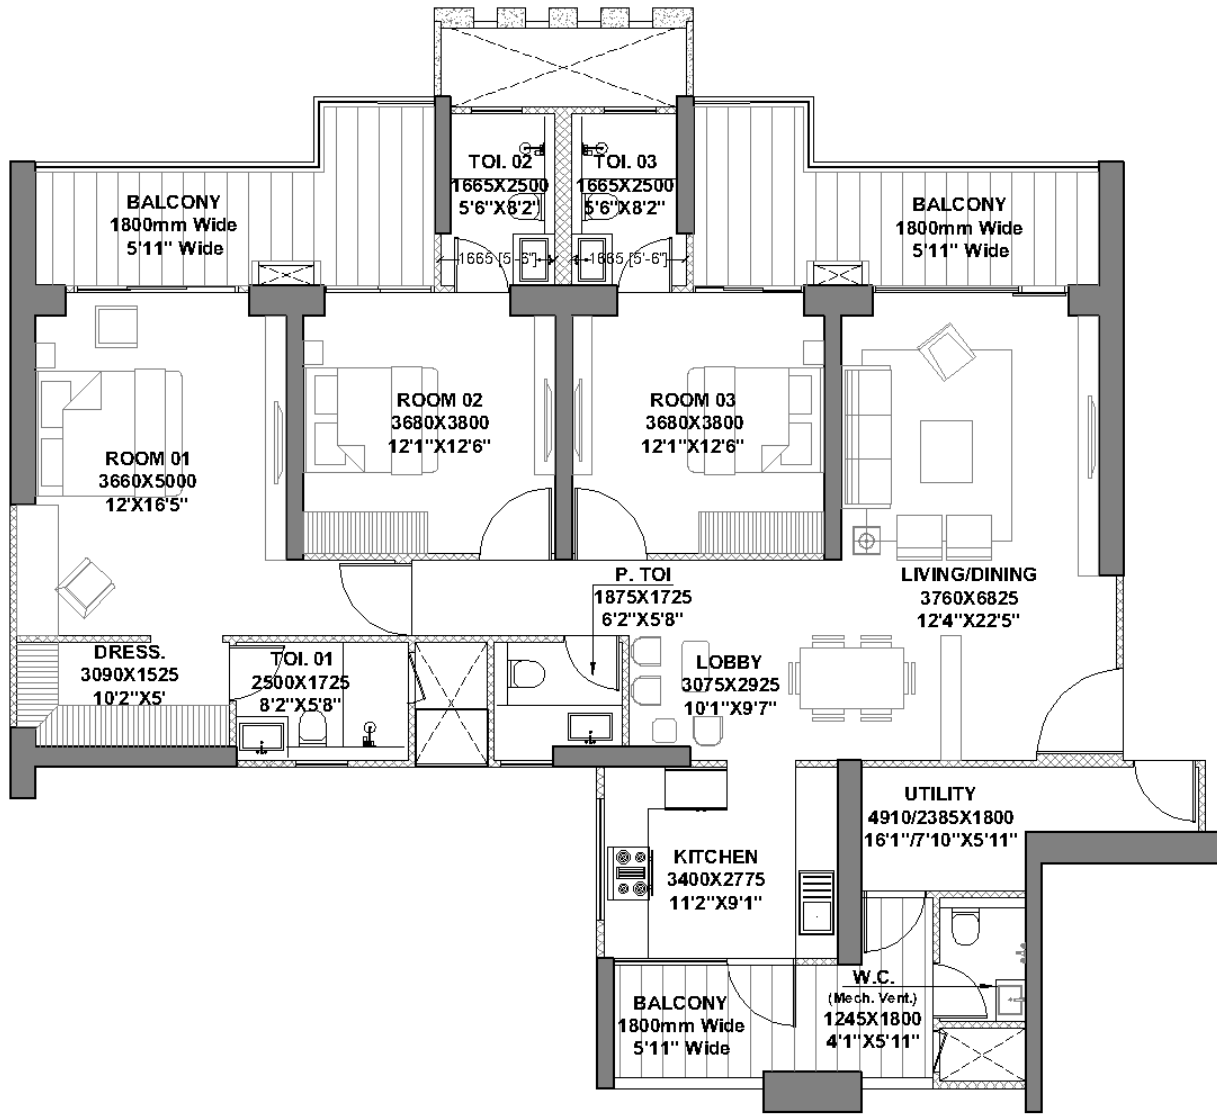 TOI. 02
1665X2500
5'6"X8'2"
TOI. 03
1665X2500
5'6"X8'2"
BALCONY
1800mm Wide
5'11" Wide
BALCONY
1800mm Wide
5'11" Wide
1665 [5'-6"]
1665 [5'-6"]
ROOM 01
3660X5000
12'X16'5"
ROOM 02
3680X3800
12'1"X12'6"
ROOM 03
3680X3800
12'1"X12'6"
LIVING/DINING
3760X6825
12'4"X22'5"
P. TOI
1875X1725
6'2"X5'8"
DRESS.
3090X1525
10'2"X5'
TOI. 01
2500X1725
8'2"X5'8"
LOBBY
3075X2925
10'1"X9'7"
UTILITY
4910/2385X1800
16'1"/7'10"X5'11"
KITCHEN
3400X2775
11'2"X9'1"
W.C.
(Mech. Vent.)
1245X1800
4'1"X5'11"
BALCONY
1800mm Wide
5'11" Wide